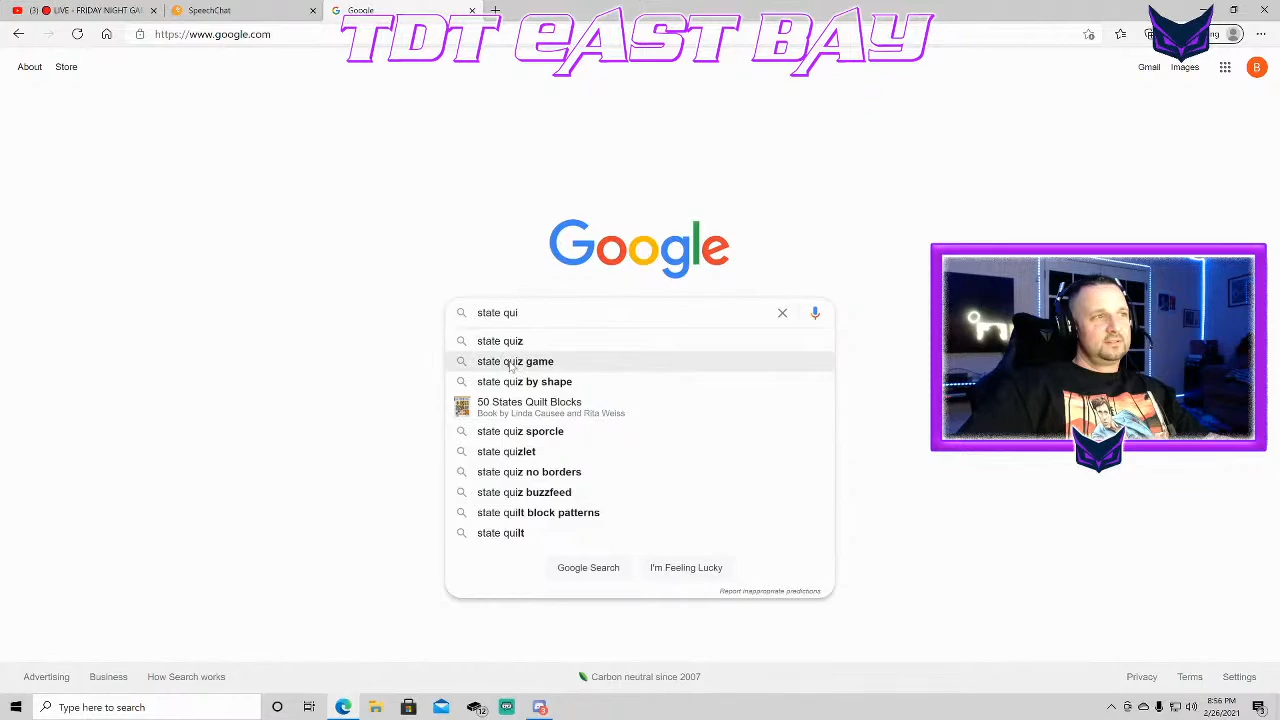 TDT EAST BAY
LIVE - FRIDAY NIGHT GA
SpeechChat
Google
https://www.google.com
About Store
Gmail Images
B
Google
state qui
state quiz
state quiz game
state quiz by shape
50 States Quilt Blocks
Book by Linda Causee and Rita Weiss
state quiz sporcle
state quizlet
state quiz no borders
state quiz buzzfeed
state quilt block patterns
state quilt
Google Search I'm Feeling Lucky
Report inappropriate predictions
Advertising Business How Search works
Carbon neutral since 2007
Privacy Terms Settings
Type here to search
8:56 PM
2/26/2021